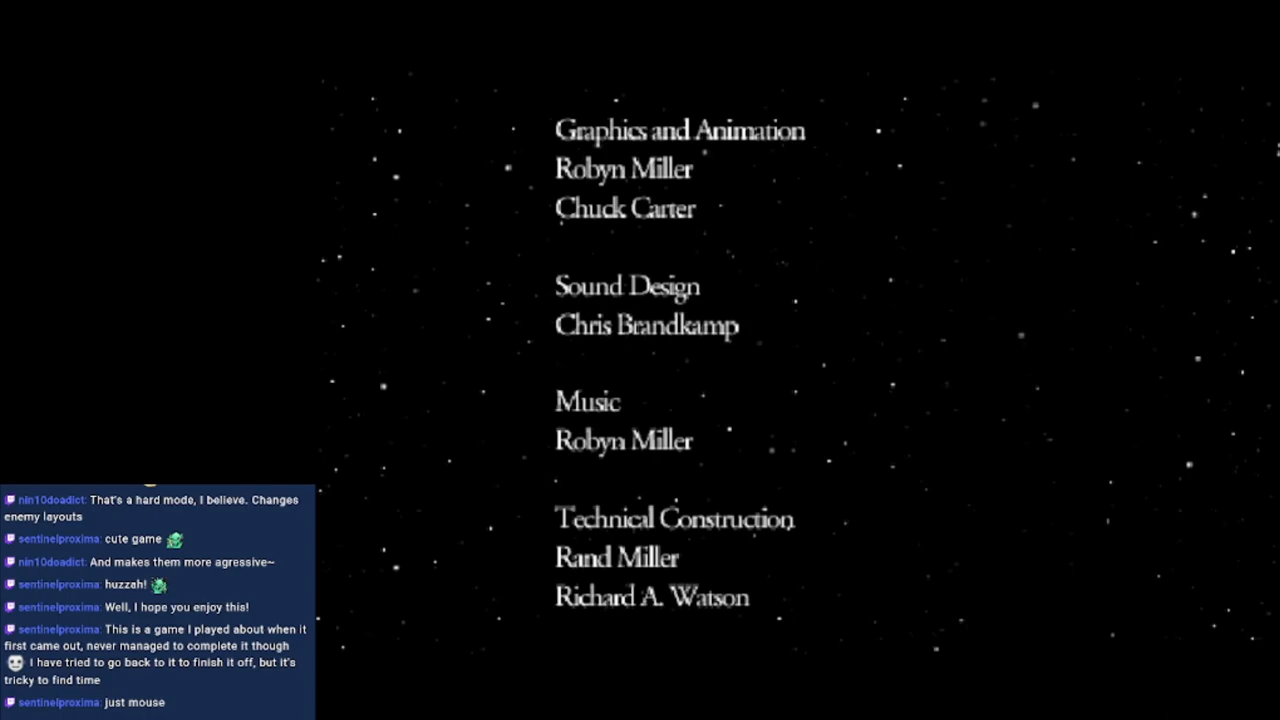 Graphics and Animation
Robyn Miller
Chuck Carter
Sound Design
Chris Brandkamp
Music
Robyn Miller
Technical Construction
Rand Miller
Richard A. Watson
nin10doadict: That's a hard mode, I believe. Changes
enemy layouts
sentinelproxima: cute game
nin10doadict: And makes them more agressive~
sentinelproxima: huzzah!
sentinelproxima: Well, I hope you enjoy this!
sentinelproxima: This is a game I played about when it
first came out, never managed to complete it though
I have tried to go back to it to finish it off, but it's
tricky to find time
sentinelproxima: just mouse